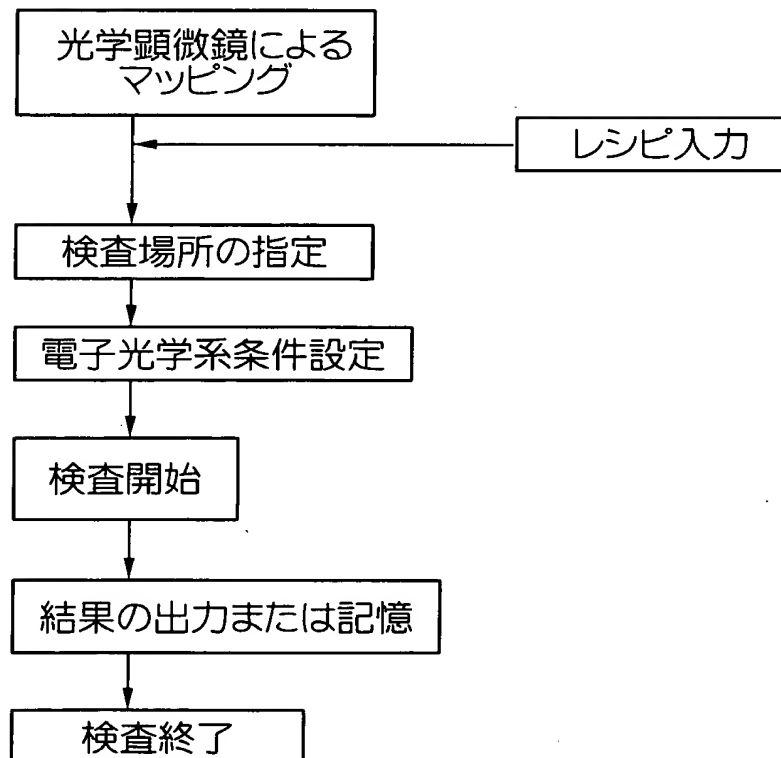 光学顕微鏡による
マッピング
レシピ入力
検査場所の指定
電子光学系条件設定
検査開始
結果の出力または記憶
検査終了